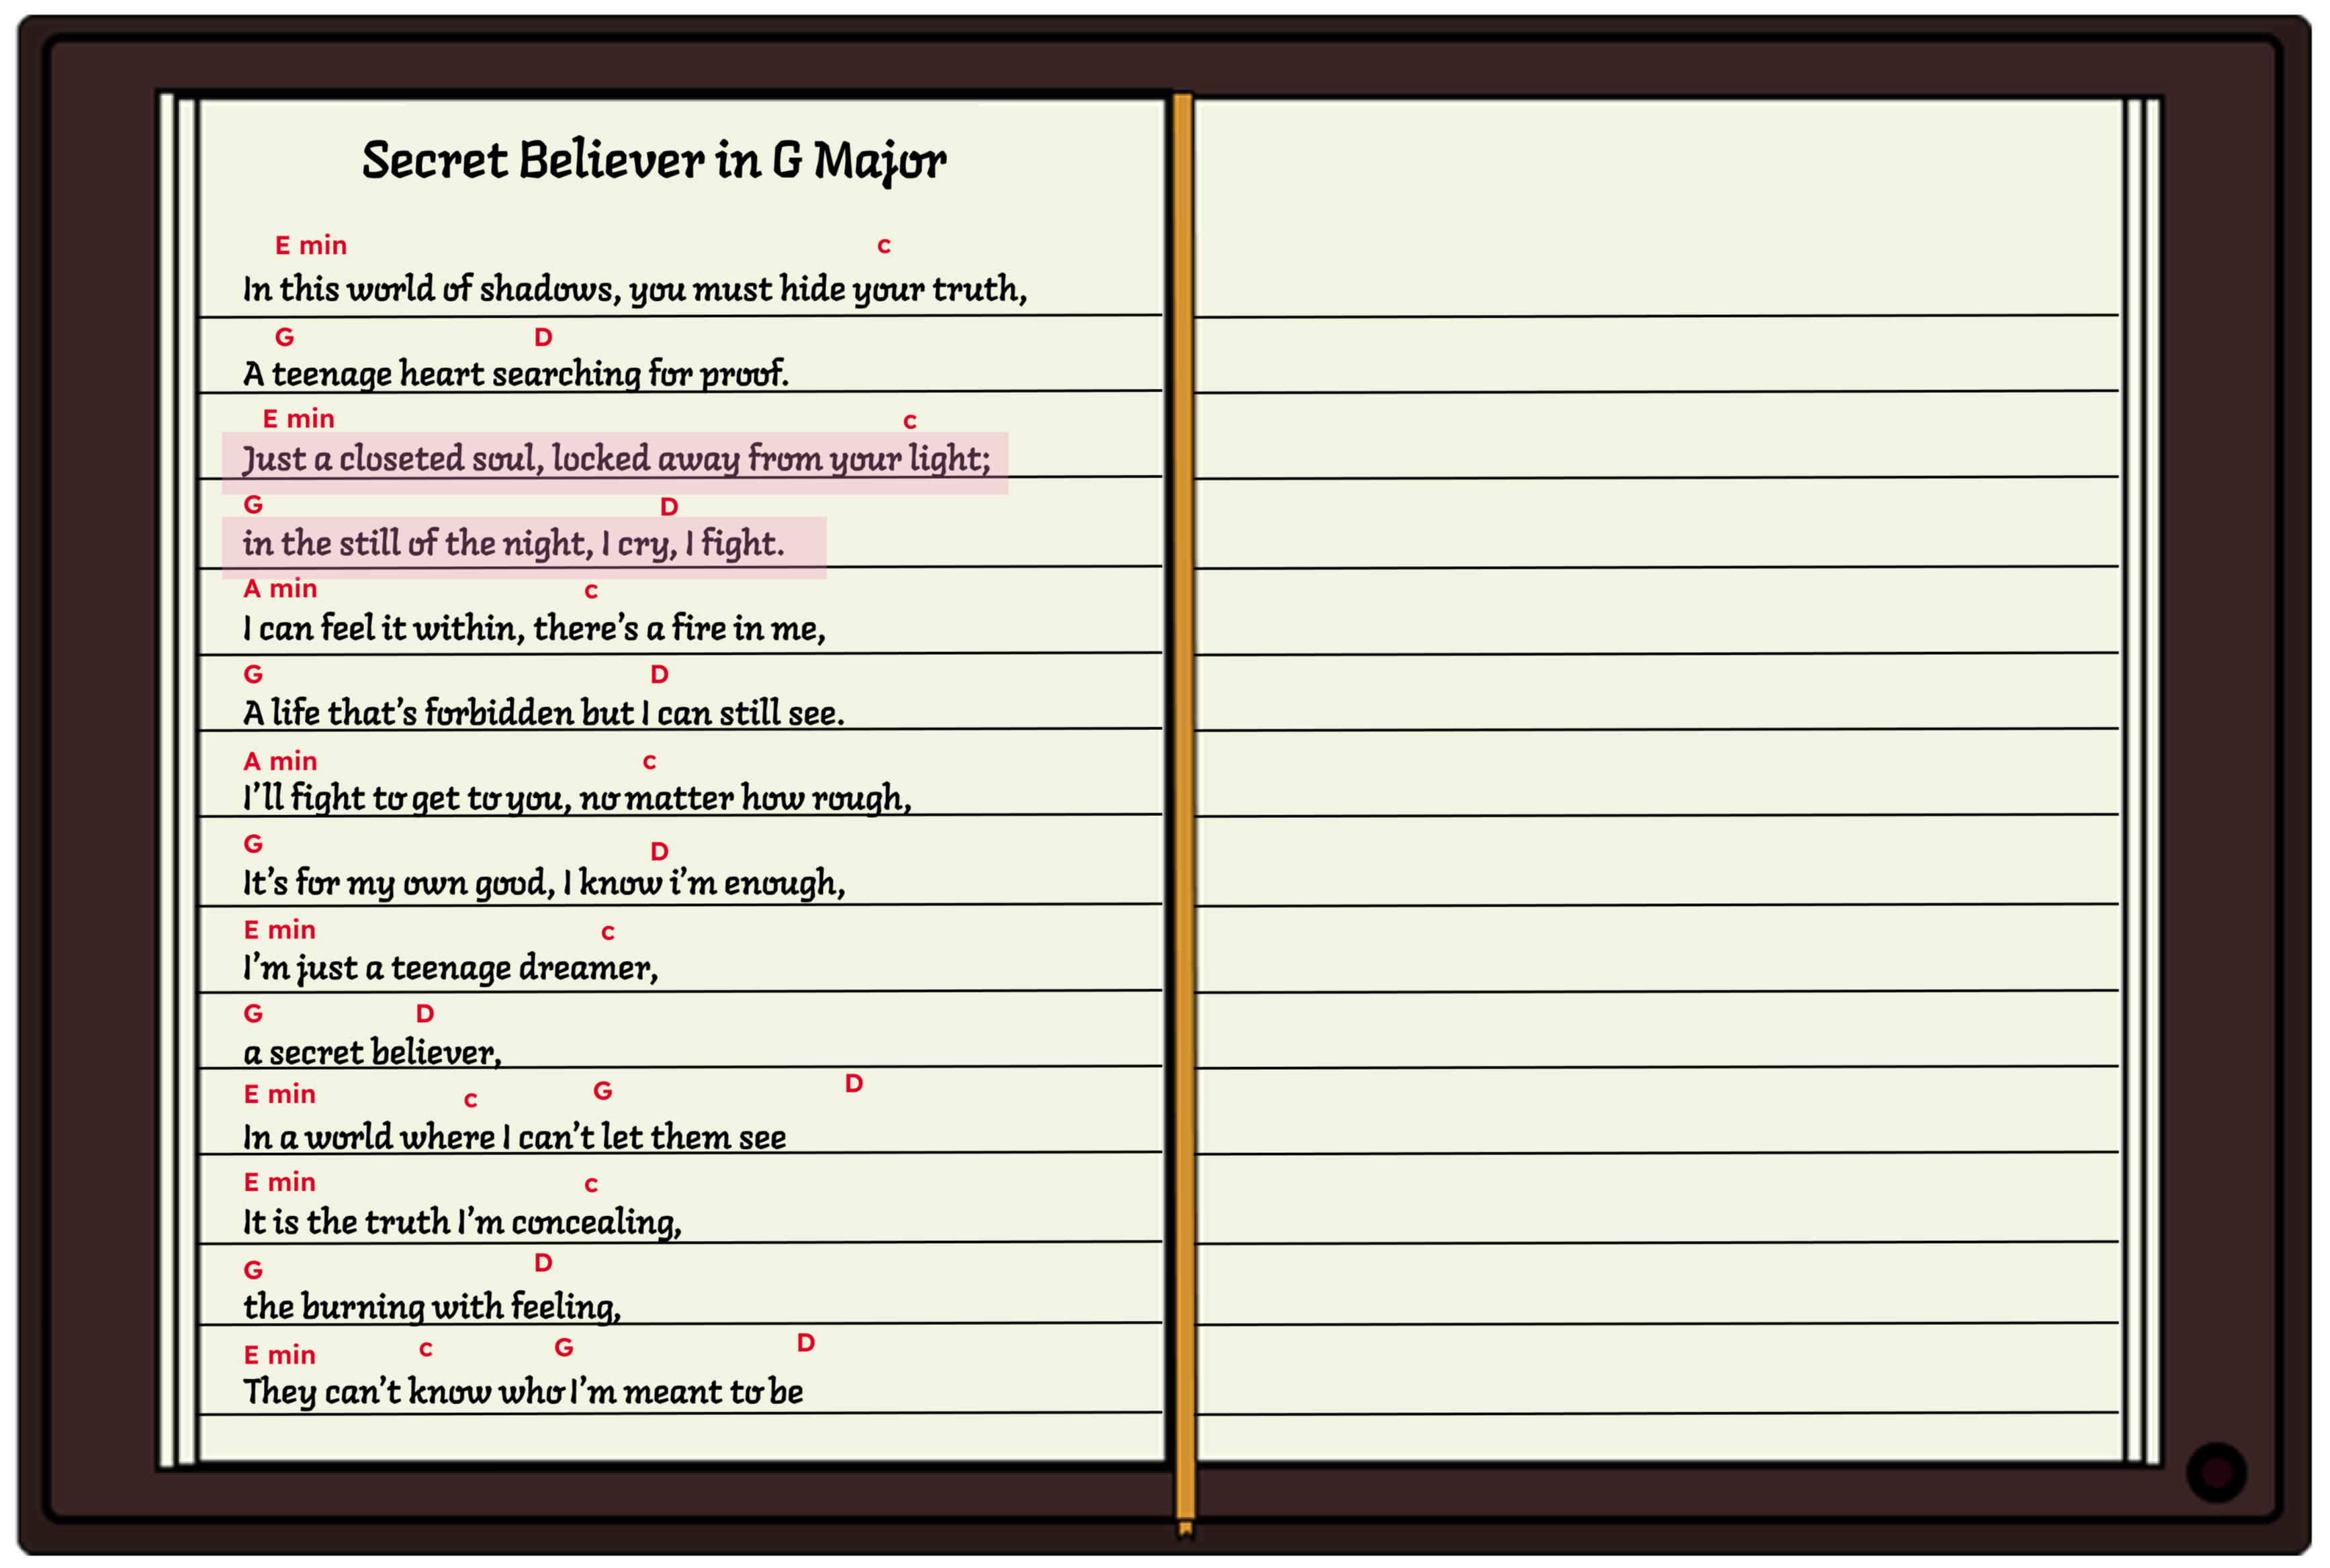 Secret Believer in G Major
E min c
In this world of shadows, you must hide your truth,
G D
A teenage heart searching for proof.
E min c
Just a closeted soul, locked away from your light;
G D
in the still of the night, I cry, I fight.
A min c
I can feel it within, there's a fire in me,
G D
A life that's forbidden but I can still see.
A min c
I'll fight to get to you, no matter how rough,
G D
It's for my own good, I know i'm enough,
E min c
I'm just a teenage dreamer,
G D
a secret believer,
E min c G D
In a world where I can't let them see
E min c
It is the truth I'm concealing,
G D
the burning with feeling,
E min c G D
They can't know who I'm meant to be